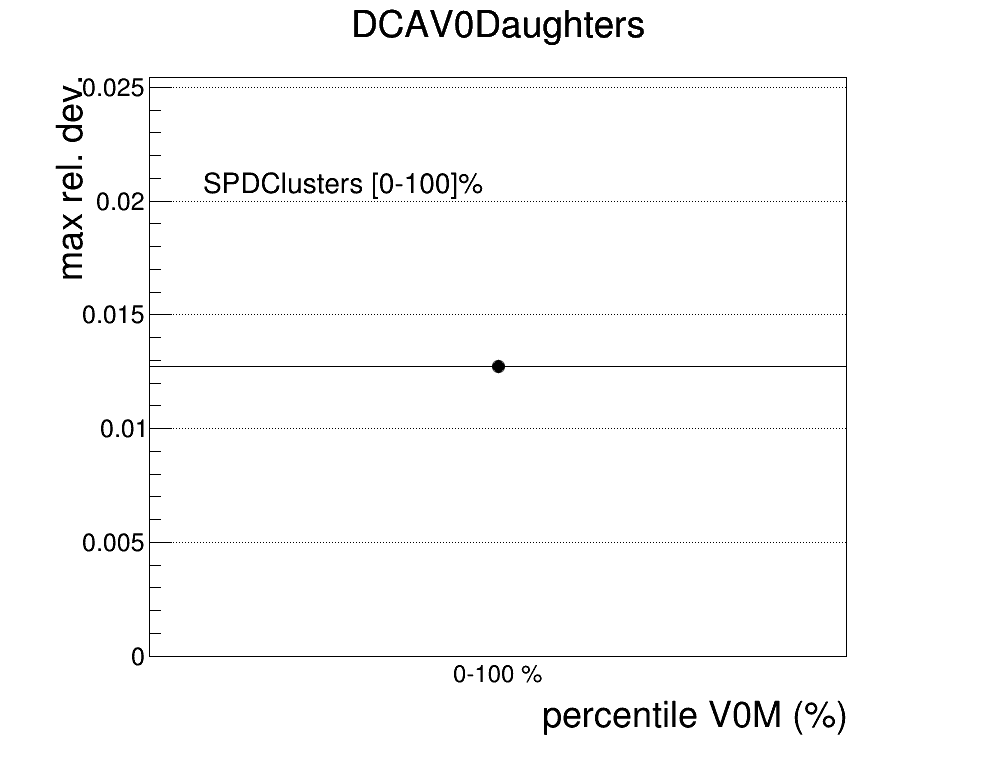 DCAV0Daughters
max rel. dev.
0.025
SPDClusters [0-100]%
0.02
0.015
0.01
0.005
0
0-100 %
percentile V0M (%)